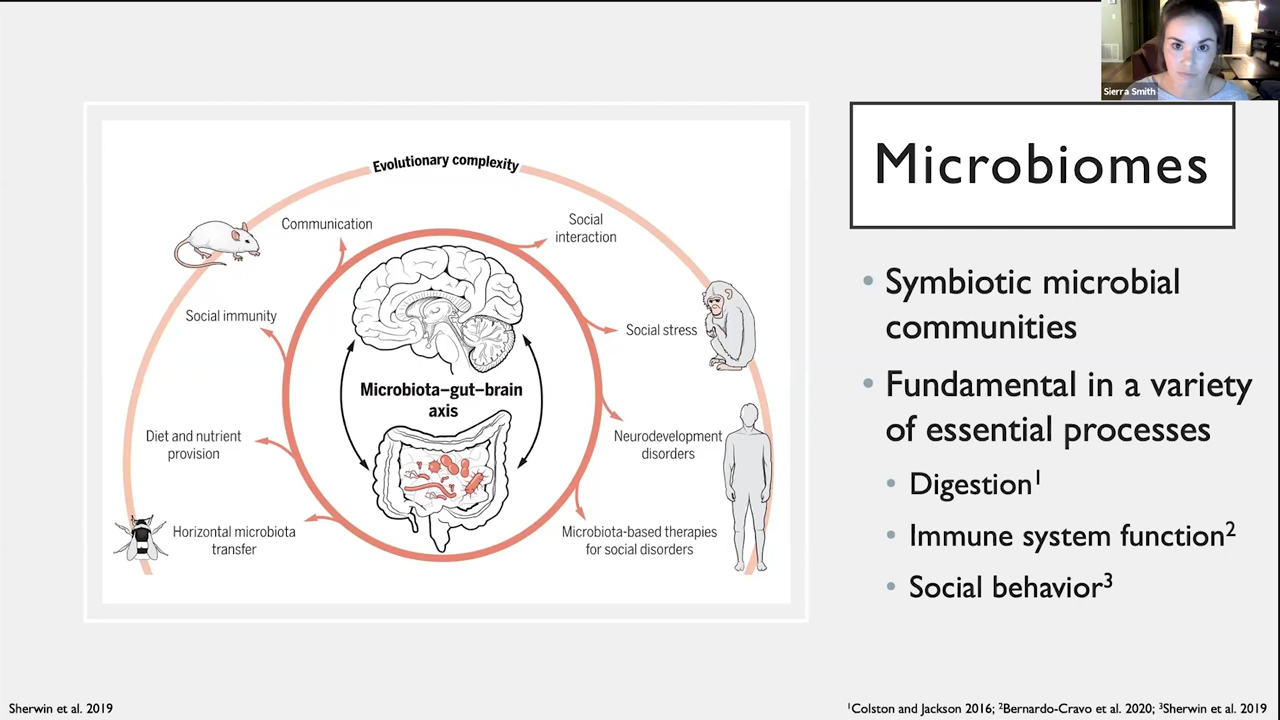 Sierra Smith
Evolutionary complexity
Communication
Social
interaction
Social immunity
Social stress
Microbiota–gut–brain
axis
Diet and nutrient
provision
Neurodevelopment
disorders
Horizontal microbiota
transfer
Microbiota-based therapies
for social disorders
Microbiomes
• Symbiotic microbial
communities
• Fundamental in a variety
of essential processes
• Digestion¹
• Immune system function²
• Social behavior³
Sherwin et al. 2019
¹Colston and Jackson 2016; ²Bernardo-Cravo et al. 2020; ³Sherwin et al. 2019